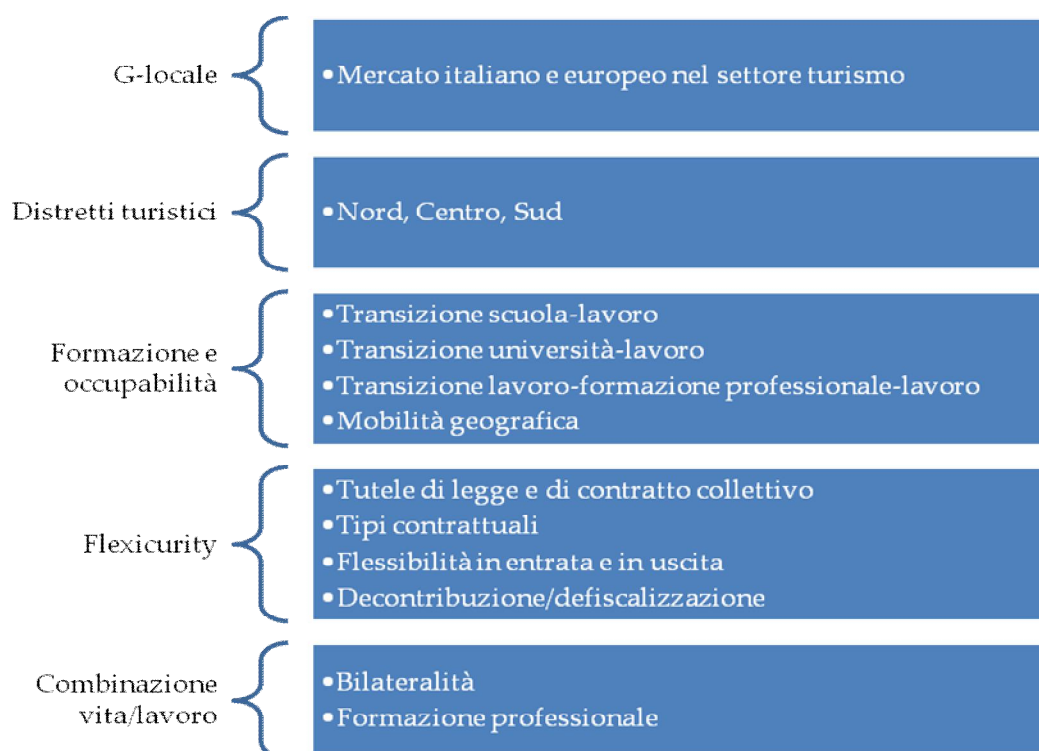 G-locale
•Mercato italiano e europeo nel settore turismo
Distretti turistici
•Nord, Centro, Sud
Formazione e
occupabilità
•Transizione scuola-lavoro
•Transizione università-lavoro
•Transizione lavoro-formazione professionale-lavoro
•Mobilità geografica
Flexicurity
•Tutele di legge e di contratto collettivo
•Tipi contrattuali
•Flessibilità in entrata e in uscita
•Decontribuzione/defiscalizzazione
Combinazione
vita/lavoro
•Bilateralità
•Formazione professionale